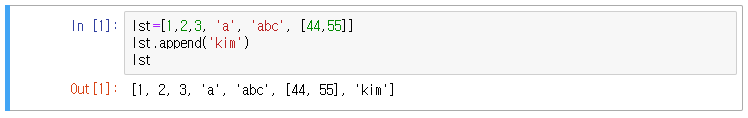 In [1]: lst=[1,2,3, 'a', 'abc', [44,55]]
lst.append('kim')
lst
Out[1]: [1, 2, 3, 'a', 'abc', [44, 55], 'kim']